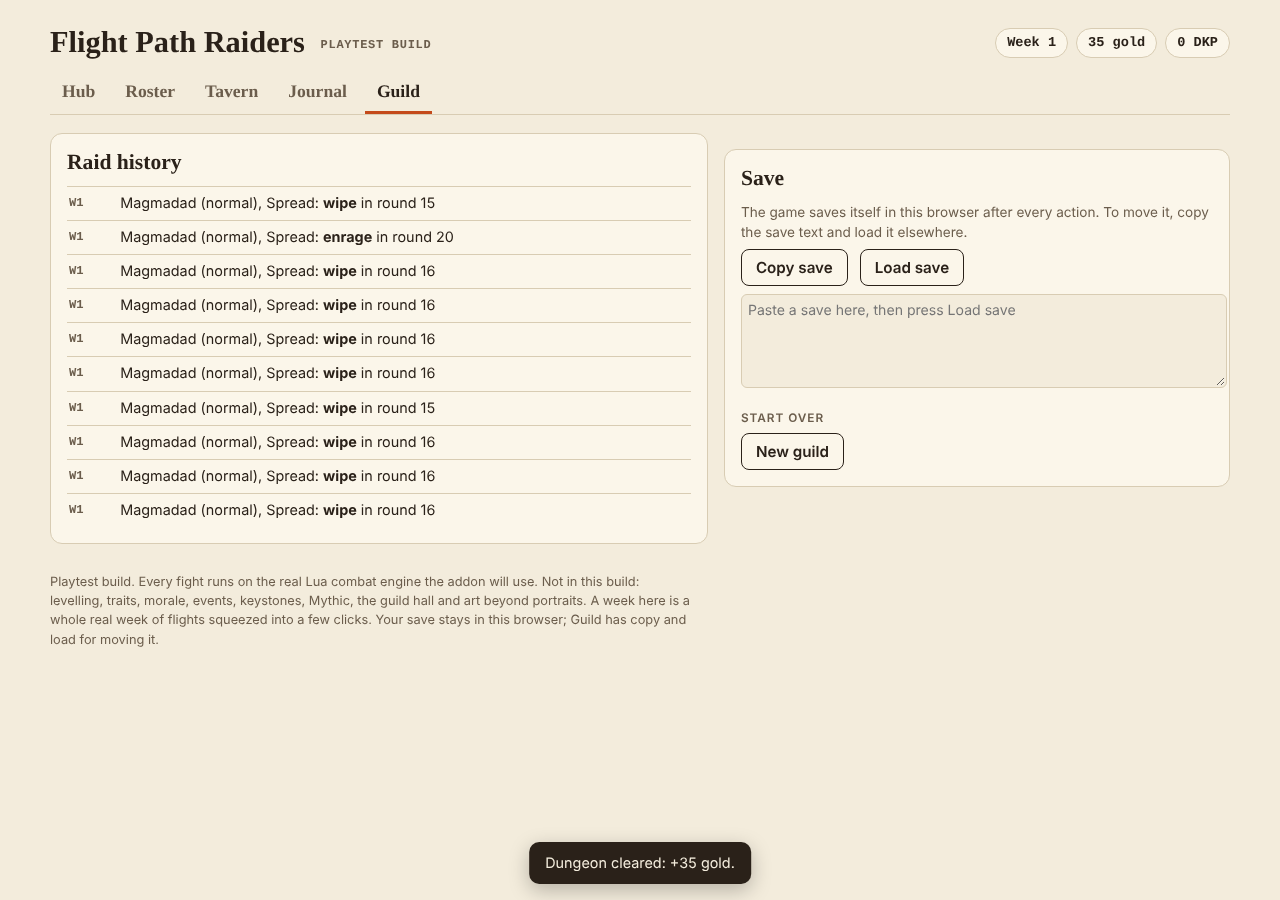 Flight Path Raiders PLAYTEST BUILD
Week 1 35 gold 0 DKP
Hub Roster Tavern Journal Guild
Raid history
W1 Magmadad (normal), Spread: wipe in round 15
W1 Magmadad (normal), Spread: enrage in round 20
W1 Magmadad (normal), Spread: wipe in round 16
W1 Magmadad (normal), Spread: wipe in round 16
W1 Magmadad (normal), Spread: wipe in round 16
W1 Magmadad (normal), Spread: wipe in round 16
W1 Magmadad (normal), Spread: wipe in round 15
W1 Magmadad (normal), Spread: wipe in round 16
W1 Magmadad (normal), Spread: wipe in round 16
W1 Magmadad (normal), Spread: wipe in round 16
Save
The game saves itself in this browser after every action. To move it, copy
the save text and load it elsewhere.
Copy save Load save
Paste a save here, then press Load save
START OVER
New guild
Playtest build. Every fight runs on the real Lua combat engine the addon will use. Not in this build:
levelling, traits, morale, events, keystones, Mythic, the guild hall and art beyond portraits. A week here is a
whole real week of flights squeezed into a few clicks. Your save stays in this browser; Guild has copy and
load for moving it.
Dungeon cleared: +35 gold.